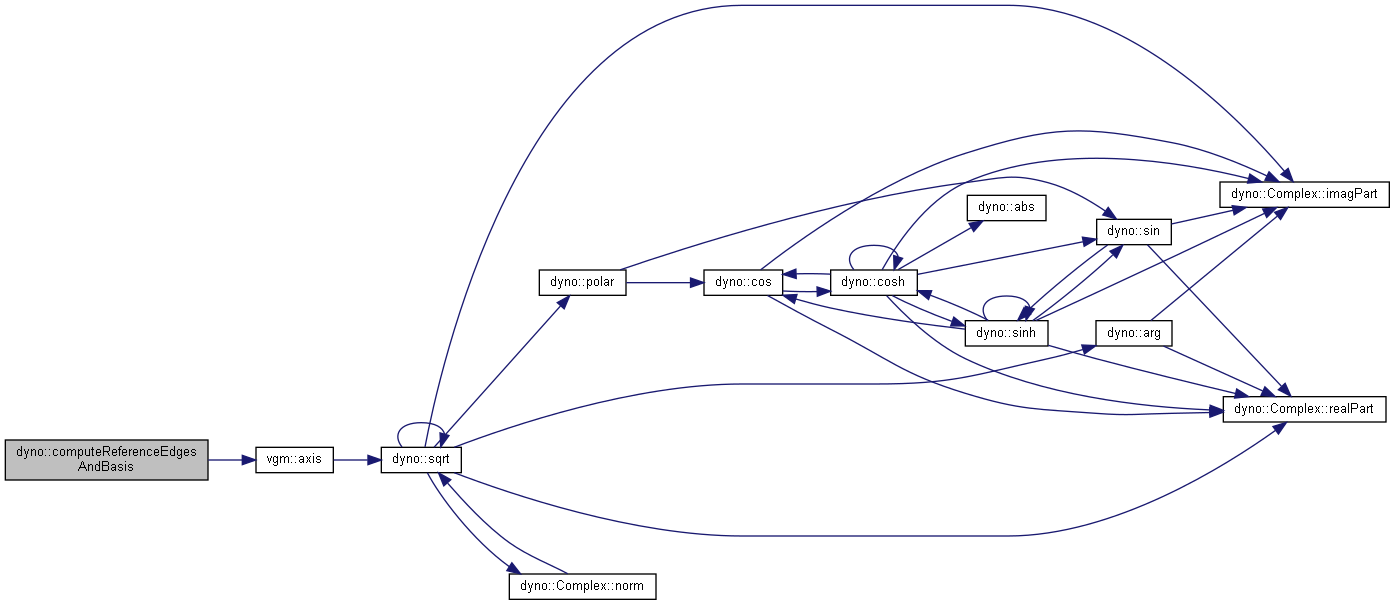 dyno::Complex::imagPart
dyno::abs
dyno::sin
dyno::polar
dyno::cos
dyno::cosh
dyno::sinh
dyno::arg
dyno::Complex::realPart
dyno::computeReferenceEdges
AndBasis
vgm::axis
dyno::sqrt
dyno::Complex::norm